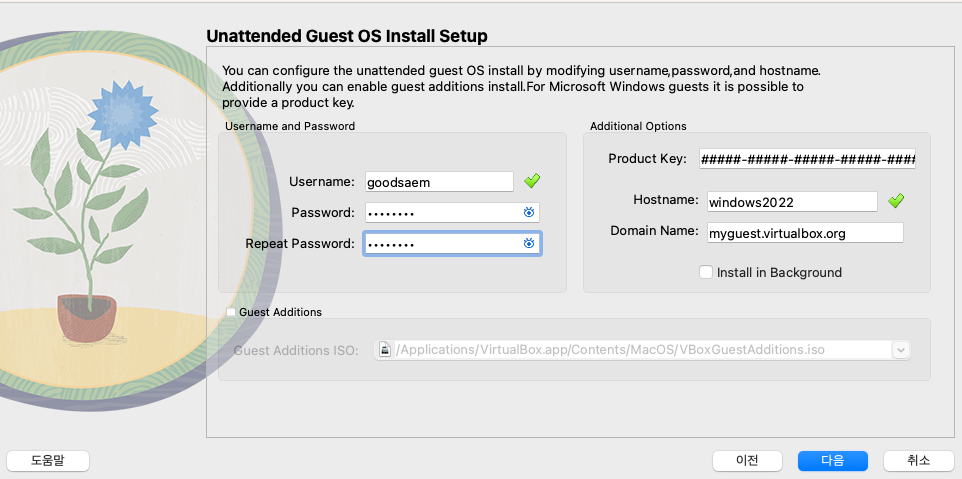 Unattended Guest OS Install Setup
You can configure the unattended guest OS install by modifying username,password,and hostname.
Additionally you can enable guest additions install.For Microsoft Windows guests it is possible to
provide a product key.
Username and Password
Username: goodsaem
Password: ••••••••
Repeat Password: ••••••••
Additional Options
Product Key: #####-#####-#####-#####-####
Hostname: windows2022
Domain Name: myguest.virtualbox.org
Install in Background
Guest Additions
Guest Additions ISO: /Applications/VirtualBox.app/Contents/MacOS/VBoxGuestAdditions.iso
도움말 이전 다음 취소